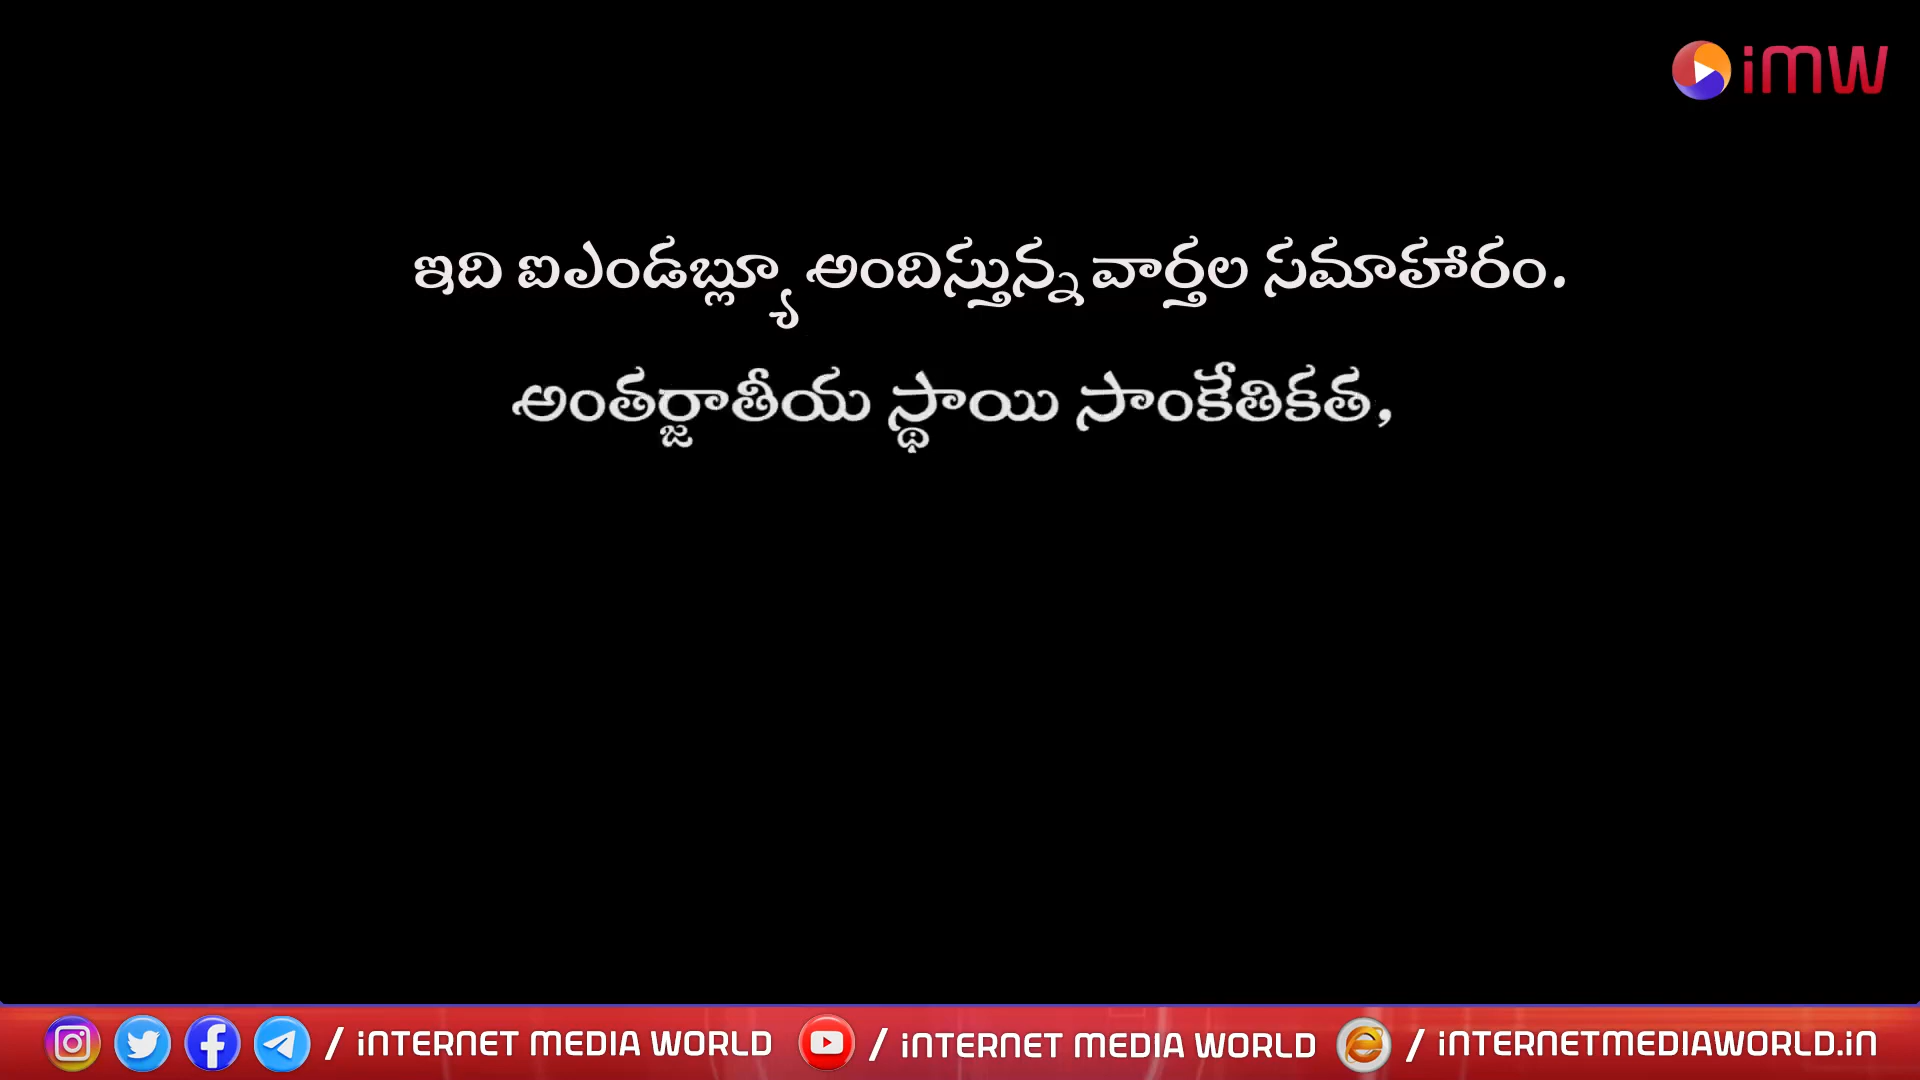 iMW
ఇది ఐఎండబ్ల్యూ అందిస్తున్న వార్తల సమాహారం.
అంతర్జాతీయ స్థాయి సాంకేతికత,
/ iNTERNET MEDIA WORLD / iNTERNET MEDIA WORLD / iNTERNETMEDIAWORLD.iN